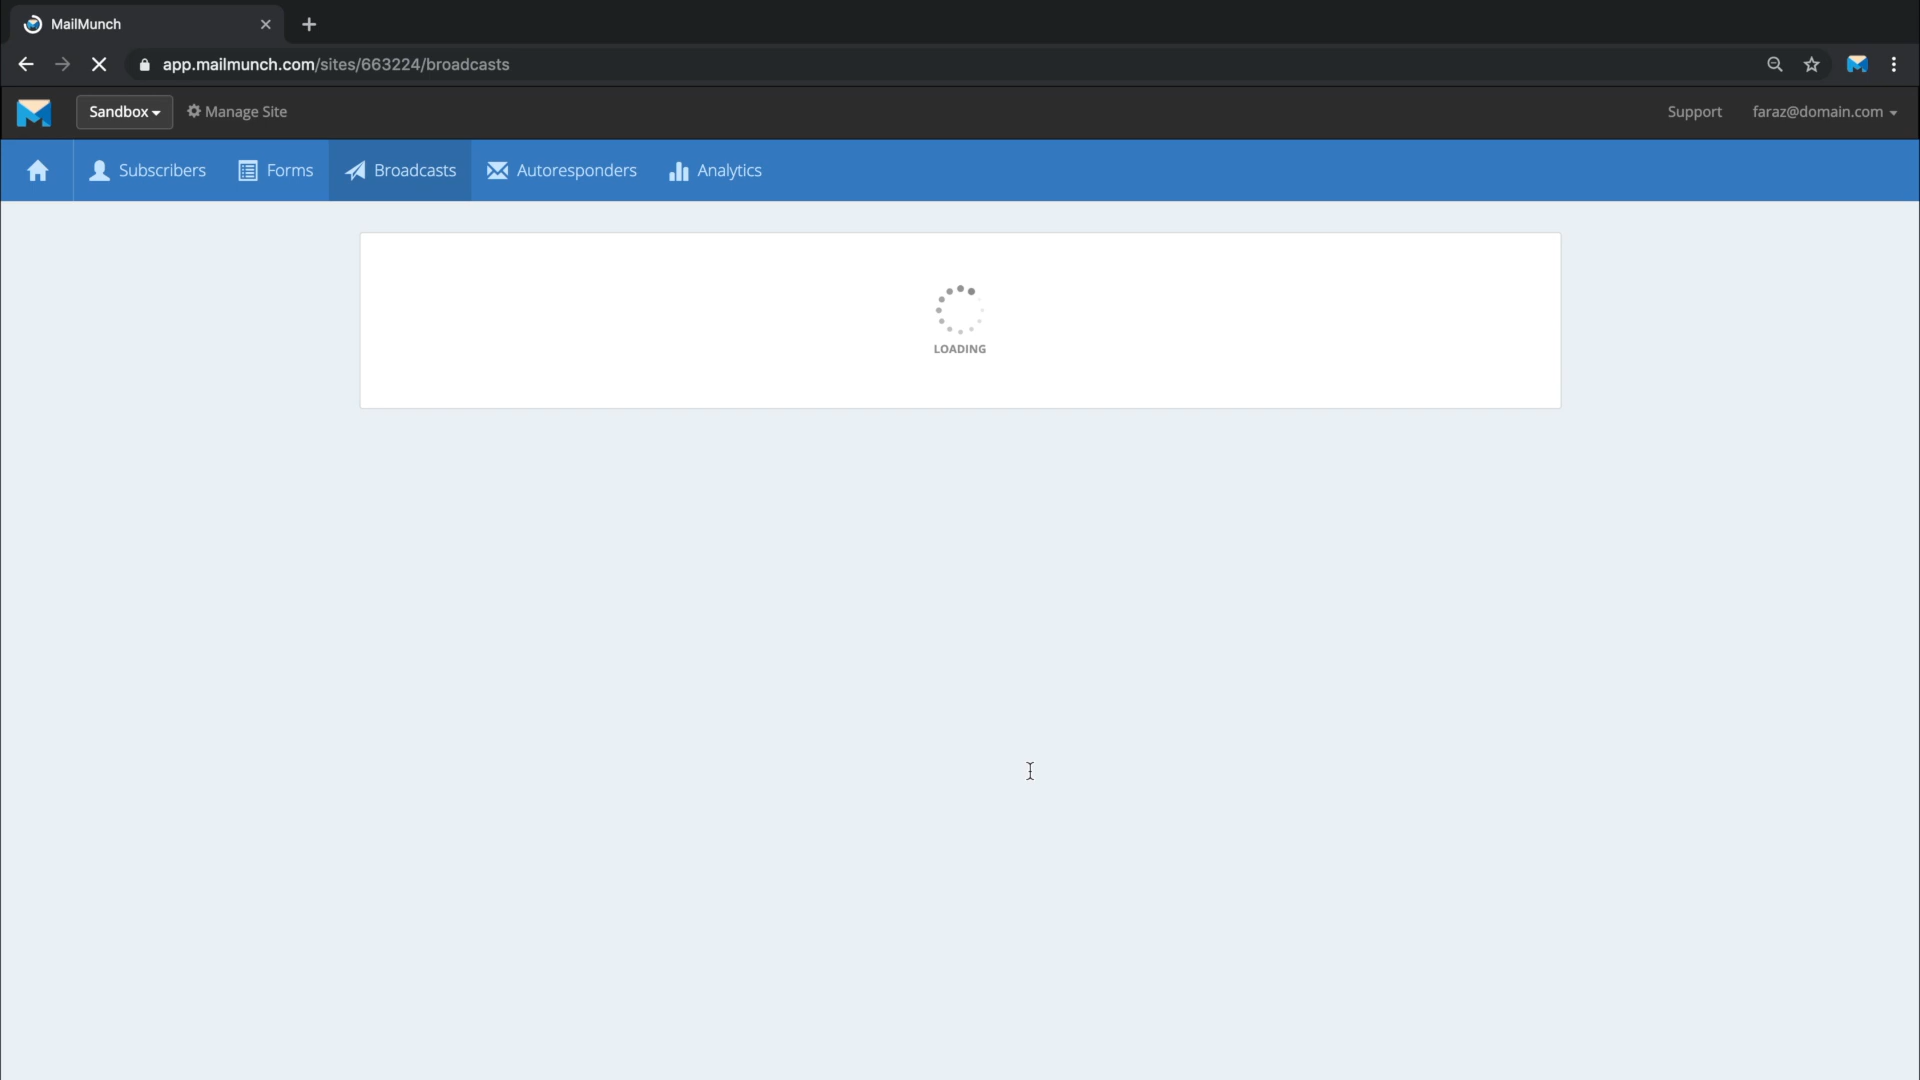 MailMunch
app.mailmunch.com/sites/663224/broadcasts
Sandbox
Manage Site
Support
faraz@domain.com
Subscribers
Forms
Broadcasts
Autoresponders
Analytics
LOADING